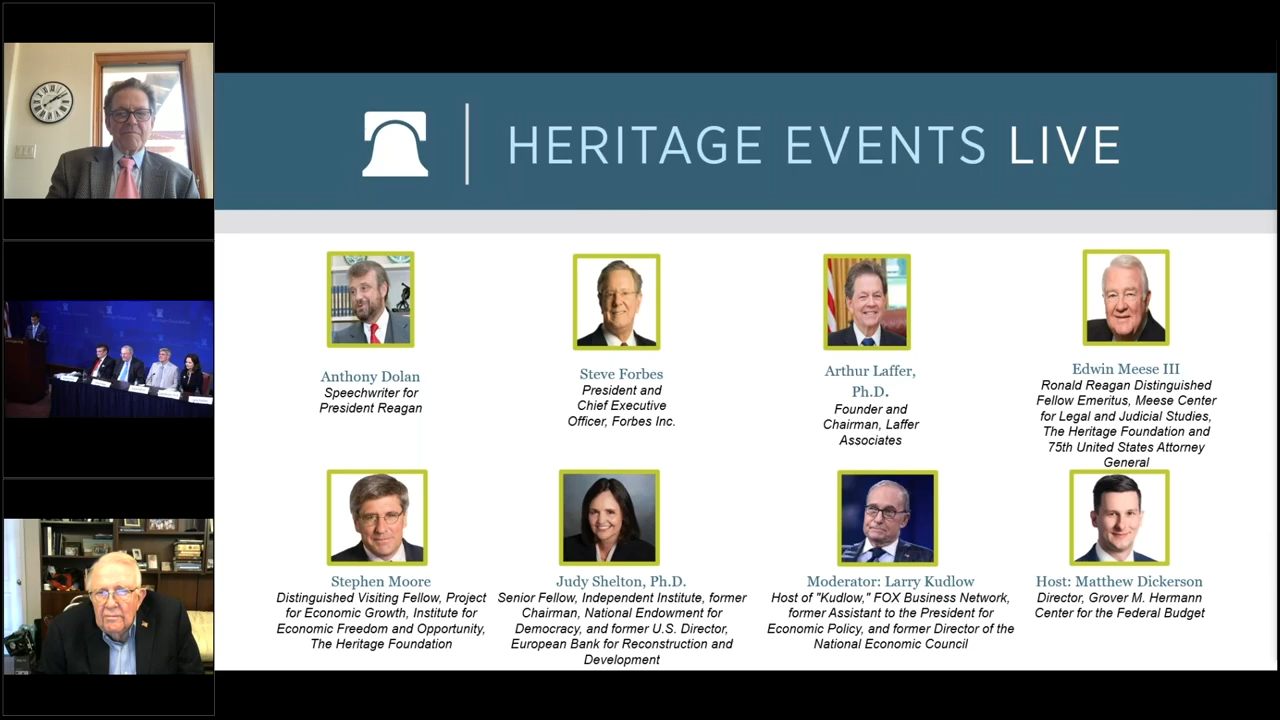 HERITAGE EVENTS LIVE
Anthony Dolan
Speechwriter for
President Reagan
Steve Forbes
President and
Chief Executive
Officer, Forbes Inc.
Arthur Laffer,
Ph.D.
Founder and
Chairman, Laffer
Associates
Edwin Meese III
Ronald Reagan Distinguished
Fellow Emeritus, Meese Center
for Legal and Judicial Studies,
The Heritage Foundation and
75th United States Attorney
General
Stephen Moore
Distinguished Visiting Fellow, Project
for Economic Growth, Institute for
Economic Freedom and Opportunity,
The Heritage Foundation
Judy Shelton, Ph.D.
Senior Fellow, Independent Institute, former
Chairman, National Endowment for
Democracy, and former U.S. Director,
European Bank for Reconstruction and
Development
Moderator: Larry Kudlow
Host of "Kudlow," FOX Business Network,
former Assistant to the President for
Economic Policy, and former Director of the
National Economic Council
Host: Matthew Dickerson
Director, Grover M. Hermann
Center for the Federal Budget